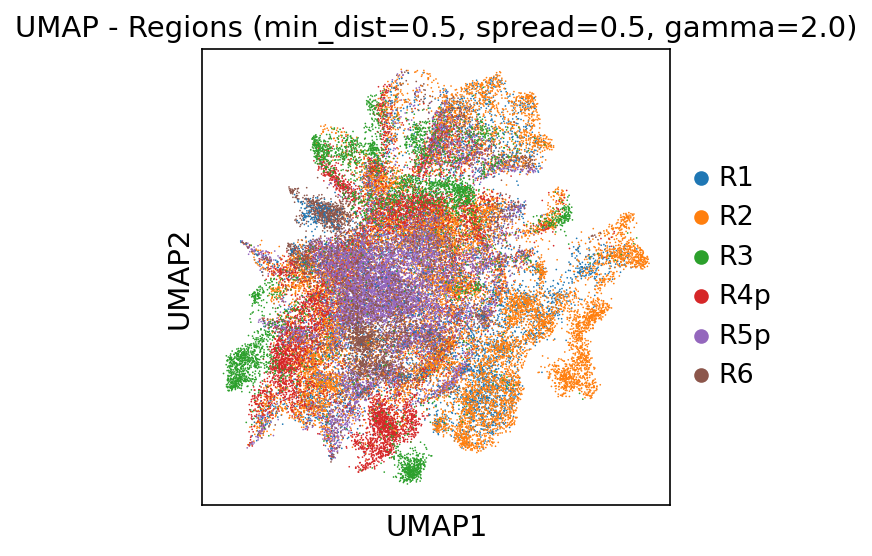 UMAP - Regions (min_dist=0.5, spread=0.5, gamma=2.0)
UMAP2
R1
R2
R3
R4p
R5p
R6
UMAP1